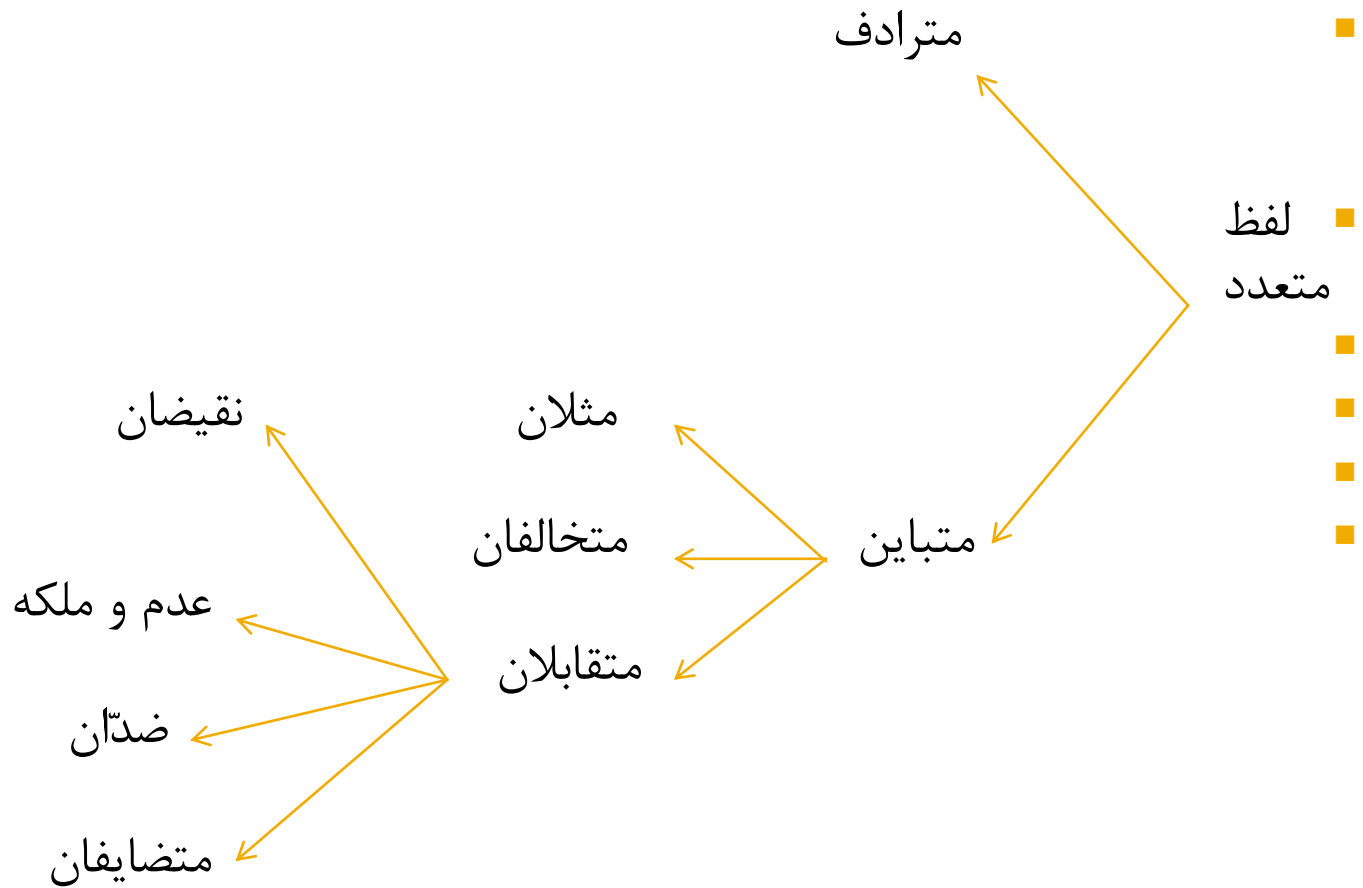 مترادف
لفظ
متعدد
نقیضان
مثلان
متخالفان
متباین
عدم و ملکه
متقابلان
ضدّان
متضایفان